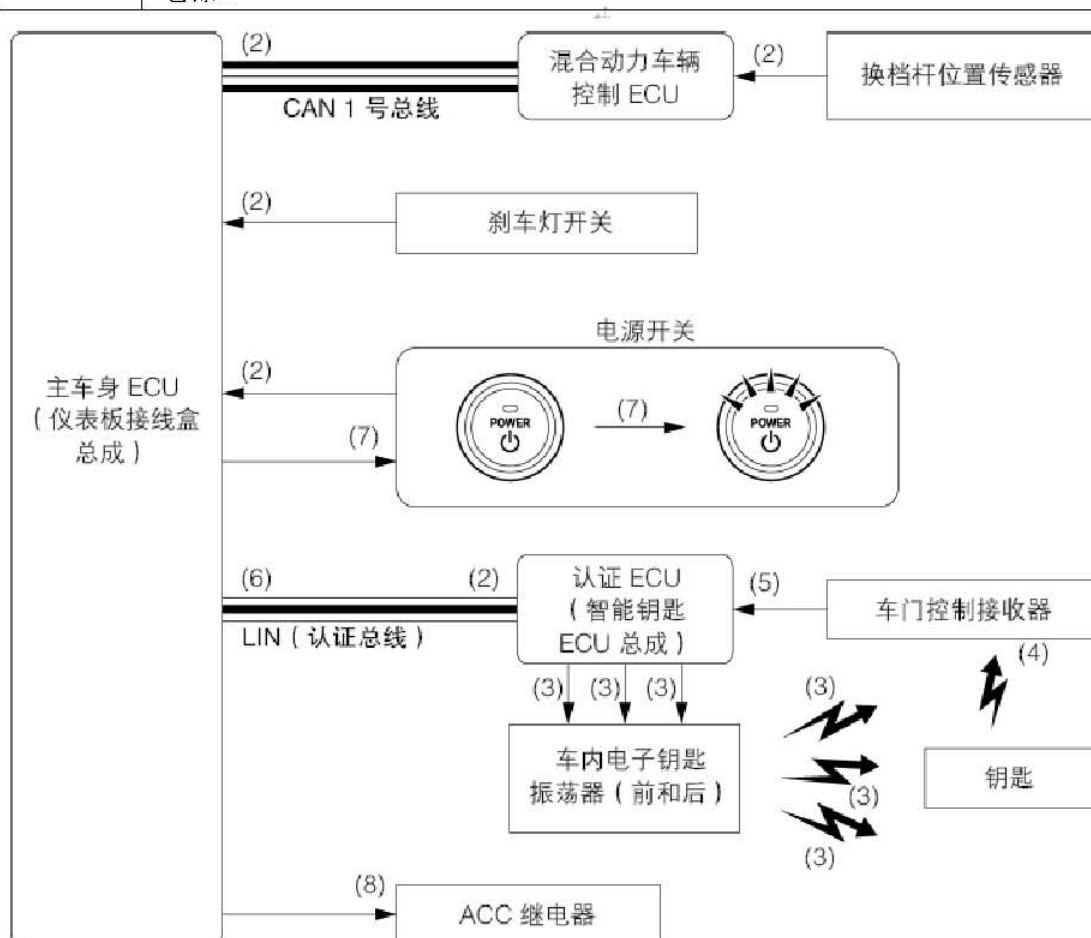 (2)
混合动力车辆
控制 ECU
(2)
换档杆位置传感器
CAN 1 号总线
(2)
刹车灯开关
电源开关
主车身 ECU
（仪表板接线盒
总成）
(2)
(7)
POWER
(7)
POWER
(6)
(2)
认证 ECU
（智能钥匙
ECU 总成）
(5)
车门控制接收器
LIN（认证总线）
(4)
(3)
(3)
(3)
(3)
车内电子钥匙
振荡器（前和后）
(3)
钥匙
(3)
(8)
ACC 继电器